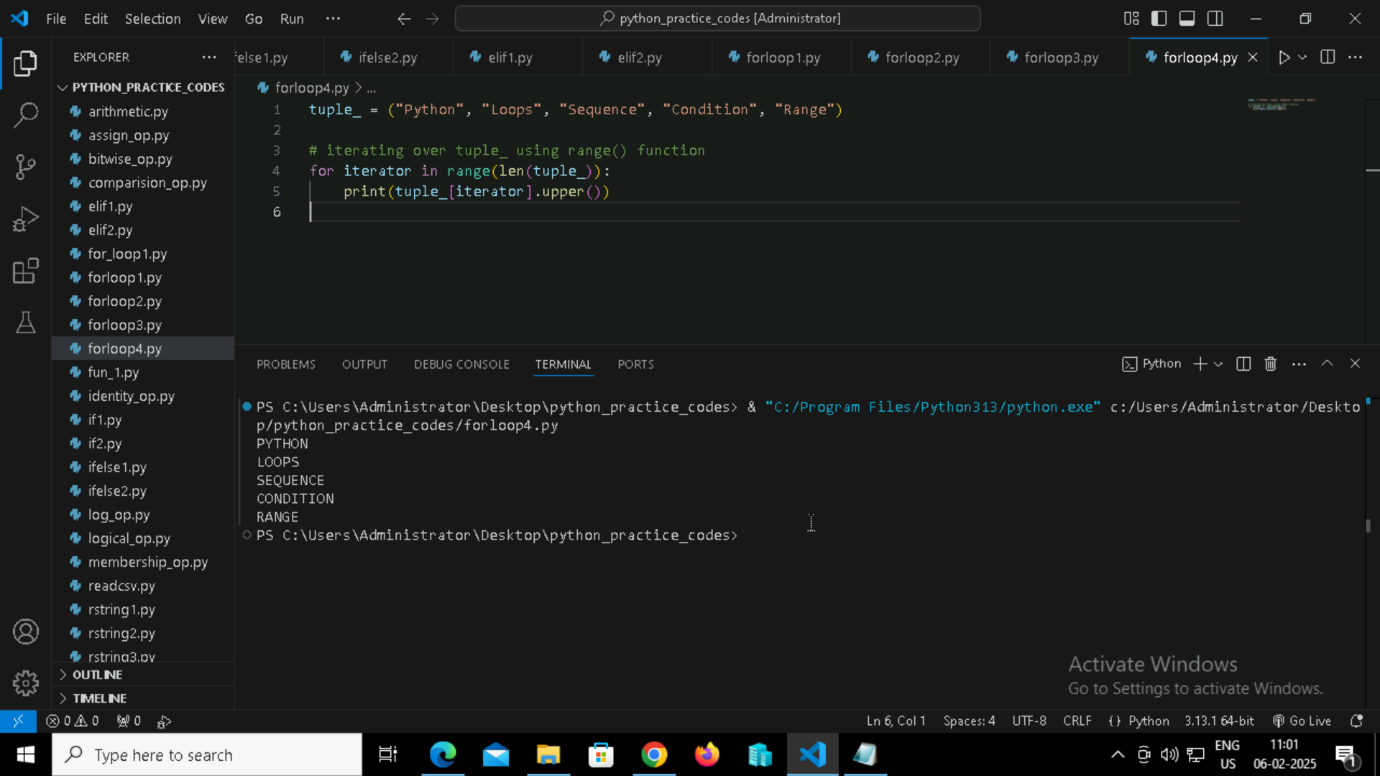 File Edit Selection View Go Run ··· python_practice_codes [Administrator]
EXPLORER ···
PYTHON_PRACTICE_CODES
arithmetic.py
assign_op.py
bitwise_op.py
comparision_op.py
elif1.py
elif2.py
for_loop1.py
forloop1.py
forloop2.py
forloop3.py
forloop4.py
fun_1.py
identity_op.py
if1.py
if2.py
ifelse1.py
ifelse2.py
log_op.py
logical_op.py
membership_op.py
readcsv.py
rstring1.py
rstring2.py
rstring3.py
OUTLINE
TIMELINE
felse1.py ifelse2.py elif1.py elif2.py forloop1.py forloop2.py forloop3.py forloop4.py
forloop4.py > ...
1 tuple_ = ("Python", "Loops", "Sequence", "Condition", "Range")
2
3 # iterating over tuple_ using range() function
4 for iterator in range(len(tuple_)):
5 print(tuple_[iterator].upper())
6
PROBLEMS OUTPUT DEBUG CONSOLE TERMINAL PORTS Python
PS C:\Users\Administrator\Desktop\python_practice_codes> & "C:/Program Files/Python313/python.exe" c:/Users/Administrator/Deskto
p/python_practice_codes/forloop4.py
PYTHON
LOOPS
SEQUENCE
CONDITION
RANGE
PS C:\Users\Administrator\Desktop\python_practice_codes>
Activate Windows
Go to Settings to activate Windows.
0 0 0 Ln 6, Col 1 Spaces: 4 UTF-8 CRLF {} Python 3.13.1 64-bit Go Live
Type here to search
ENG
US
11:01
06-02-2025
1